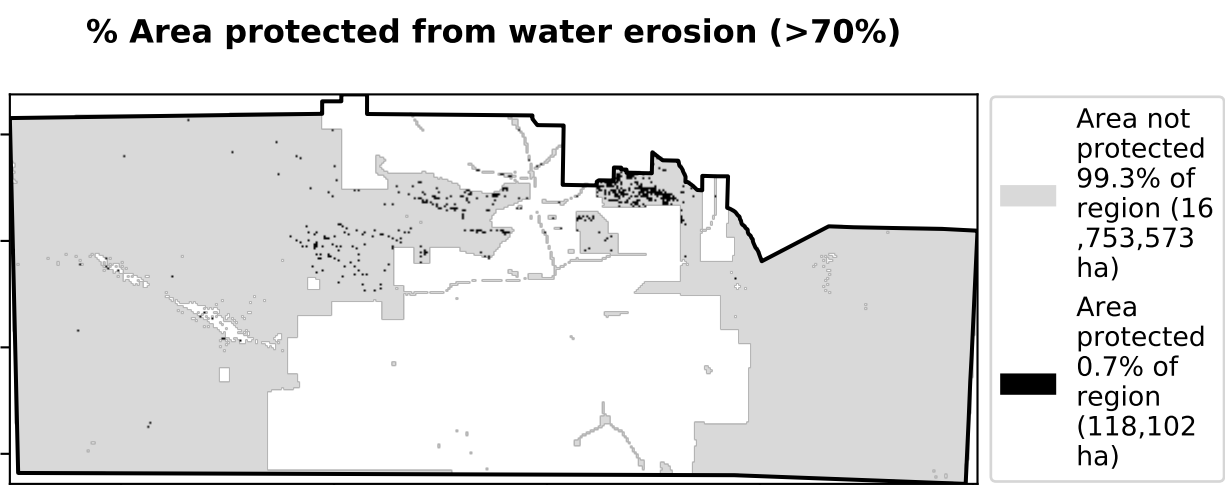 % Area protected from water erosion (>70%)
Area not
protected
99.3% of
region (16
,753,573
ha)
Area
protected
0.7% of
region
(118,102
ha)